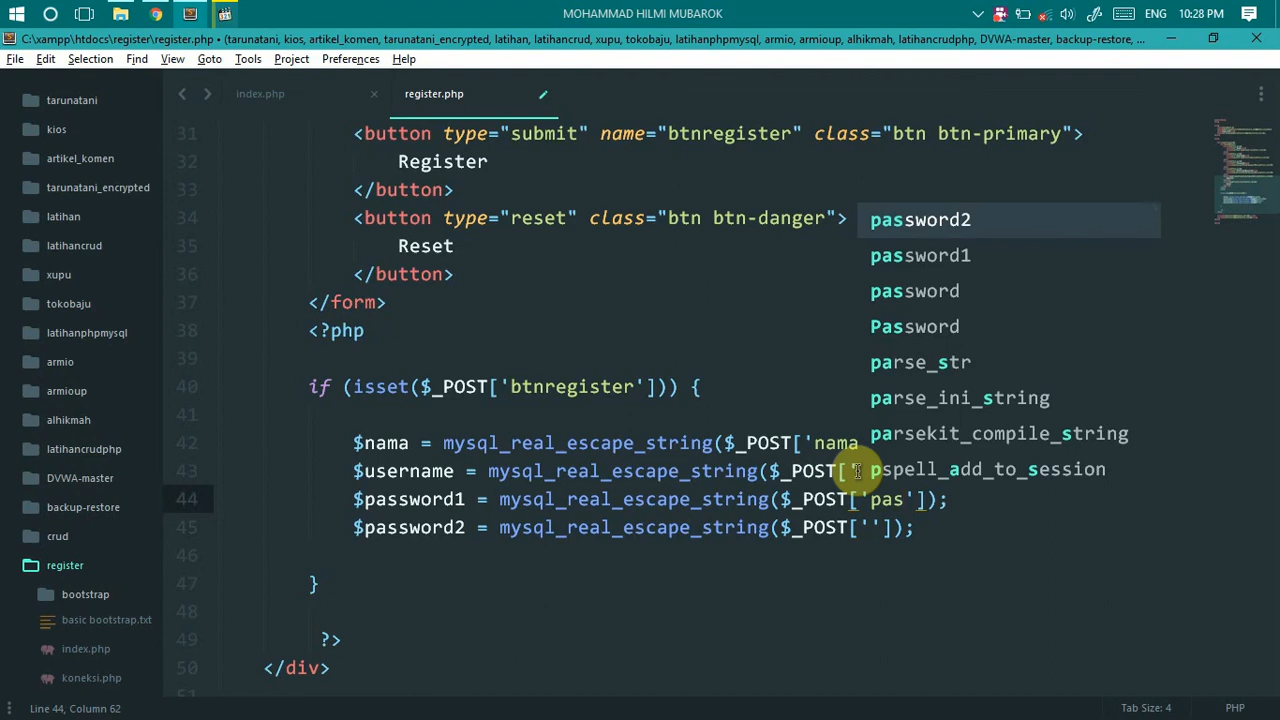 MOHAMMAD HILMI MUBAROK
ENG
10:28 PM
C:\xampp\htdocs\register\register.php • (tarunatani, kios, artikel_komen, tarunatani_encrypted, latihan, latihancrud, xupu, tokobaju, latihanphpmysql, armio, armioup, alhikmah, latihancrudphp, DVWA-master, backup-restore, ...
File Edit Selection Find View Goto Tools Project Preferences Help
tarunatani
kios
artikel_komen
tarunatani_encrypted
latihan
latihancrud
xupu
tokobaju
latihanphpmysql
armio
armioup
alhikmah
latihancrudphp
DVWA-master
backup-restore
crud
register
bootstrap
basic bootstrap.txt
index.php
koneksi.php
index.php
register.php
31 <button type="submit" name="btnregister" class="btn btn-primary">
32 Register
33 </button>
34 <button type="reset" class="btn btn-danger">
35 Reset
36 </button>
37 </form>
38 <?php
39
40 if (isset($_POST['btnregister'])) {
41
42 $nama = mysql_real_escape_string($_POST['nama
43 $username = mysql_real_escape_string($_POST['
44 $password1 = mysql_real_escape_string($_POST['pas']);
45 $password2 = mysql_real_escape_string($_POST['']);
46
47 }
48
49 ?>
50 </div>
password2
password1
password
Password
parse_str
parse_ini_string
parsekit_compile_string
pspell_add_to_session
Line 44, Column 62
Tab Size: 4
PHP